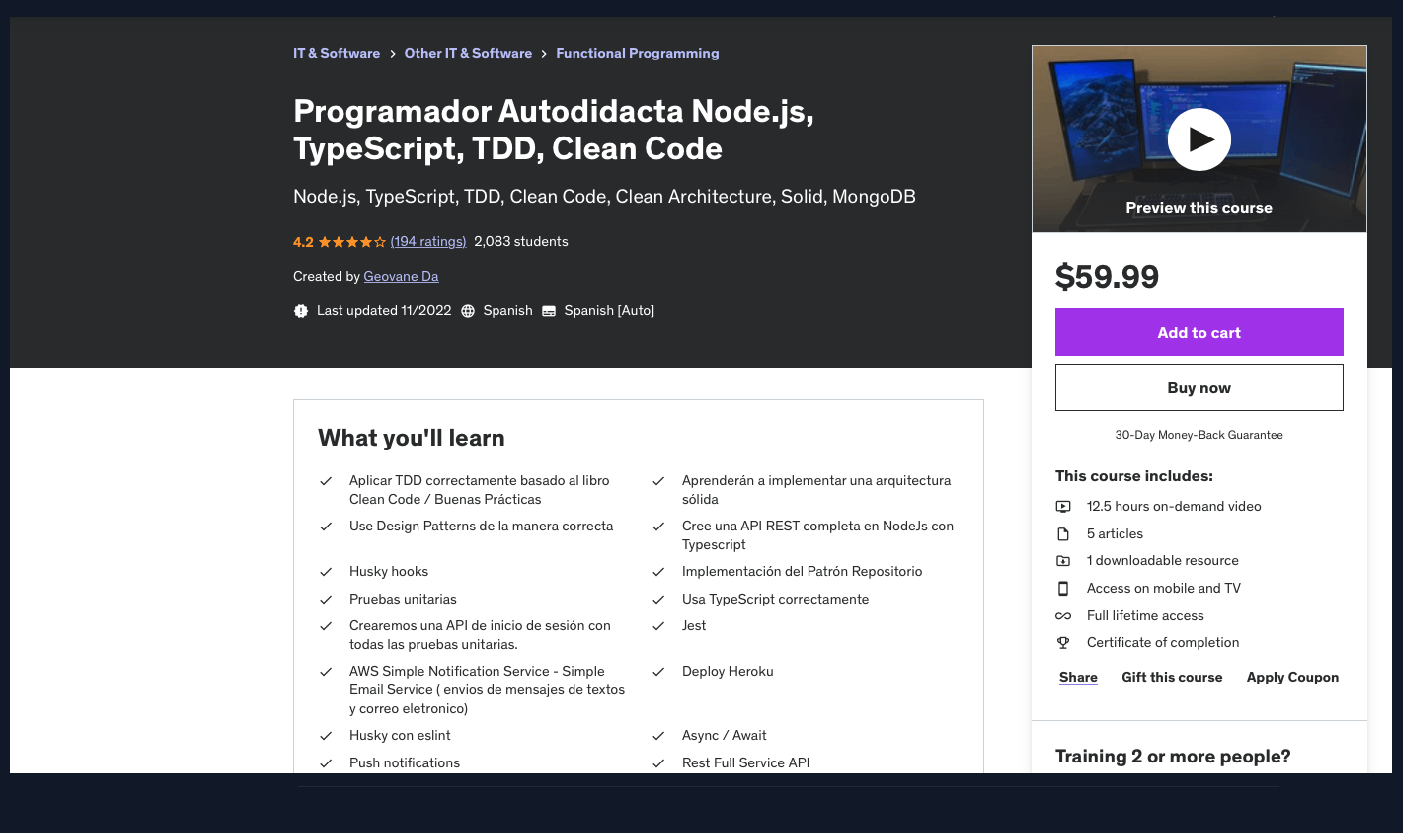 IT & Software > Other IT & Software > Functional Programming
Programador Autodidacta Node.js,
TypeScript, TDD, Clean Code
Node.js, TypeScript, TDD, Clean Code, Clean Architecture, Solid, MongoDB
4.2 (194 ratings) 2,083 students
Created by Geovane Da
Last updated 11/2022 Spanish Spanish [Auto]
Preview this course
$59.99
Add to cart
Buy now
30-Day Money-Back Guarantee
This course includes:
12.5 hours on-demand video
5 articles
1 downloadable resource
Access on mobile and TV
Full lifetime access
Certificate of completion
Share Gift this course Apply Coupon
Training 2 or more people?
What you'll learn
Aplicar TDD correctamente basado al libro
Clean Code / Buenas Prácticas
Use Design Patterns de la manera correcta
Husky hooks
Pruebas unitarias
Crearemos una API de inicio de sesión con
todas las pruebas unitarias.
AWS Simple Notification Service - Simple
Email Service ( envios de mensajes de textos
y correo eletronico)
Husky con eslint
Push notifications
Aprenderán a implementar una arquitectura
sólida
Cree una API REST completa en NodeJs con
Typescript
Implementación del Patrón Repositorio
Usa TypeScript correctamente
Jest
Deploy Heroku
Async / Await
Rest Full Service API